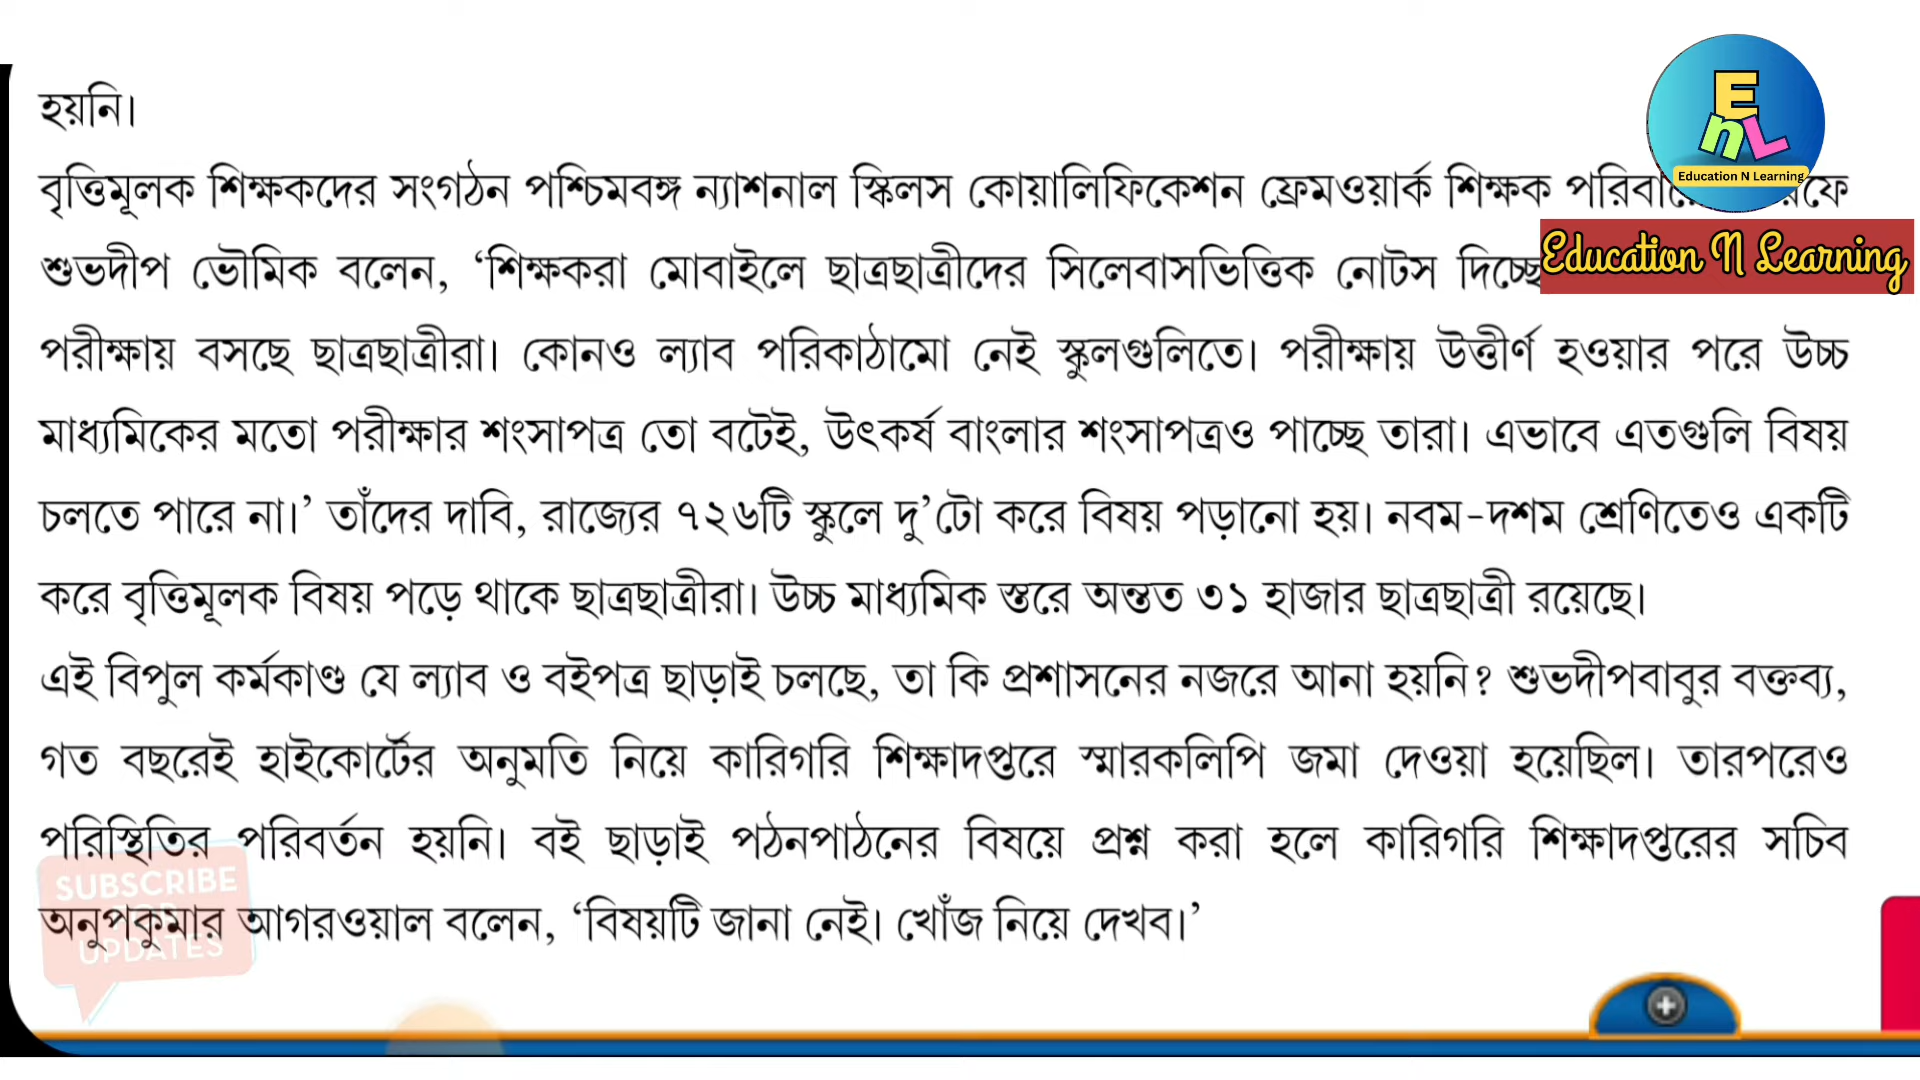 হয়নি।
বৃত্তিমূলক শিক্ষকদের সংগঠন পশ্চিমবঙ্গ ন্যাশনাল স্কিলস কোয়ালিফিকেশন ফ্রেমওয়ার্ক শিক্ষক
শুভদীপ ভৌমিক বলেন, ‘শিক্ষকরা মোবাইলে ছাত্রছাত্রীদের সিলেবাসভিত্তিক নোটস
পরীক্ষায় বসছে ছাত্রছাত্রীরা। কোনও ল্যাব পরিকাঠামো নেই স্কুলগুলিতে। পরীক্ষায় উত্তীর্ণ হওয়ার পরে উচ্চ
মাধ্যমিকের মতো পরীক্ষার শংসাপত্র তো বটেই, উৎকর্ষ বাংলার শংসাপত্রও পাচ্ছে তারা। এভাবে এতগুলি বিষয়
চলতে পারে না।’ তাঁদের দাবি, রাজ্যের ৭২৬টি স্কুলে দু’টো করে বিষয় পড়ানো হয়। নবম-দশম শ্রেণিতেও একটি
করে বৃত্তিমূলক বিষয় পড়ে থাকে ছাত্রছাত্রীরা। উচ্চ মাধ্যমিক স্তরে অন্তত ৩১ হাজার ছাত্রছাত্রী রয়েছে।
এই বিপুল কর্মকাণ্ড যে ল্যাব ও বইপত্র ছাড়াই চলছে, তা কি প্রশাসনের নজরে আনা হয়নি? শুভদীপবাবুর বক্তব্য,
গত বছরেই হাইকোর্টের অনুমতি নিয়ে কারিগরি শিক্ষাদপ্তরে স্মারকলিপি জমা দেওয়া হয়েছিল। তারপরেও
পরিস্থিতির পরিবর্তন হয়নি। বই ছাড়াই পঠনপাঠনের বিষয়ে প্রশ্ন করা হলে কারিগরি শিক্ষাদপ্তরের সচিব
অনুপকুমার আগরওয়াল বলেন, ‘বিষয়টি জানা নেই। খোঁজ নিয়ে দেখব।’
EnL
Education N Learning
Education N Learning
SUBSCRIBE
FOR
UPDATES